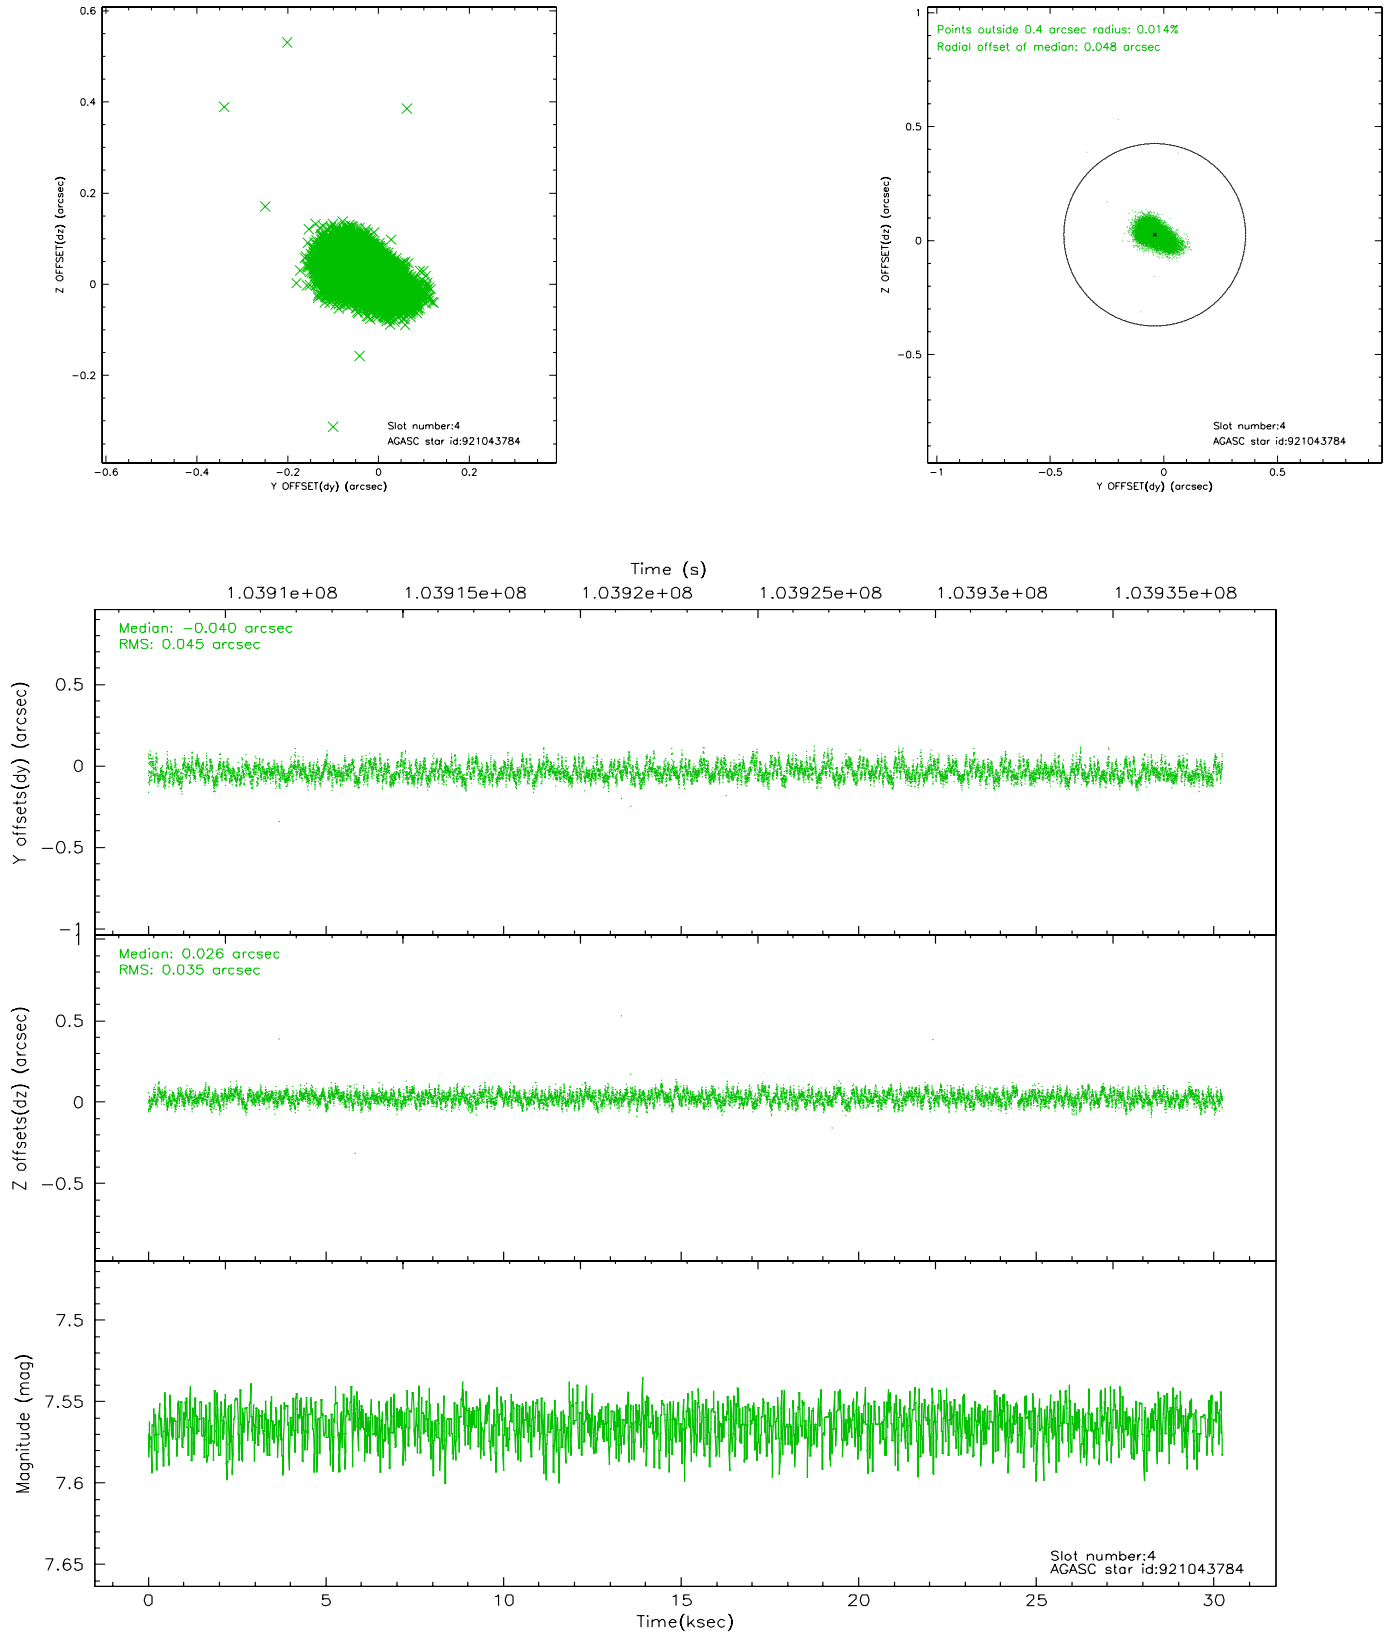 0.6
0.4
0.2
0
−0.2
−0.6
−0.4
−0.2
0
0.2
Z OFFSET(dz) (arcsec)
Y OFFSET(dy) (arcsec)
Slot number:4
AGASC star id:921043784
Points outside 0.4 arcsec radius: 0.014%
Radial offset of median: 0.048 arcsec
1
0.5
0
−0.5
−1
−0.5
0
0.5
Z OFFSET(dz) (arcsec)
Y OFFSET(dy) (arcsec)
Slot number:4
AGASC star id:921043784
Time (s)
1.0391e+08
1.03915e+08
1.0392e+08
1.03925e+08
1.0393e+08
1.03935e+08
Median: −0.040 arcsec
RMS: 0.045 arcsec
0.5
0
−0.5
−1
Y offsets(dy) (arcsec)
Median: 0.026 arcsec
RMS: 0.035 arcsec
1
0.5
0
−0.5
Z offsets(dz) (arcsec)
7.5
7.55
7.6
7.65
Magnitude (mag)
Slot number:4
AGASC star id:921043784
0
5
10
15
20
25
30
Time(ksec)